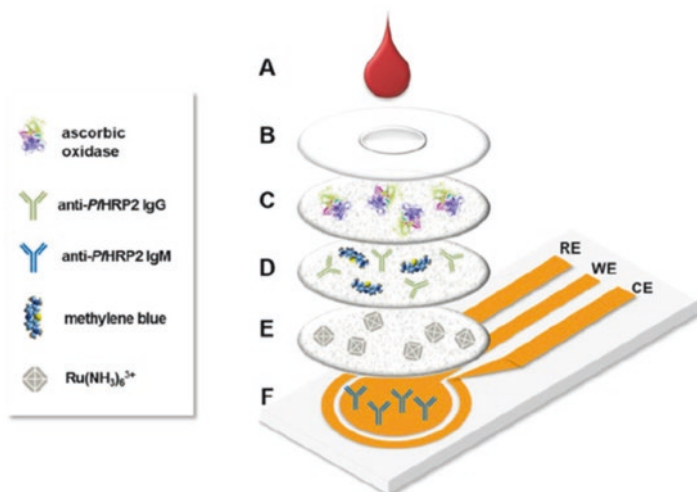 A
B
C
D
E
F
RE
WE
CE
ascorbic
oxidase
anti-PfHRP2 IgG
anti-PfHRP2 IgM
methylene blue
Ru(NH₃)₆³⁺